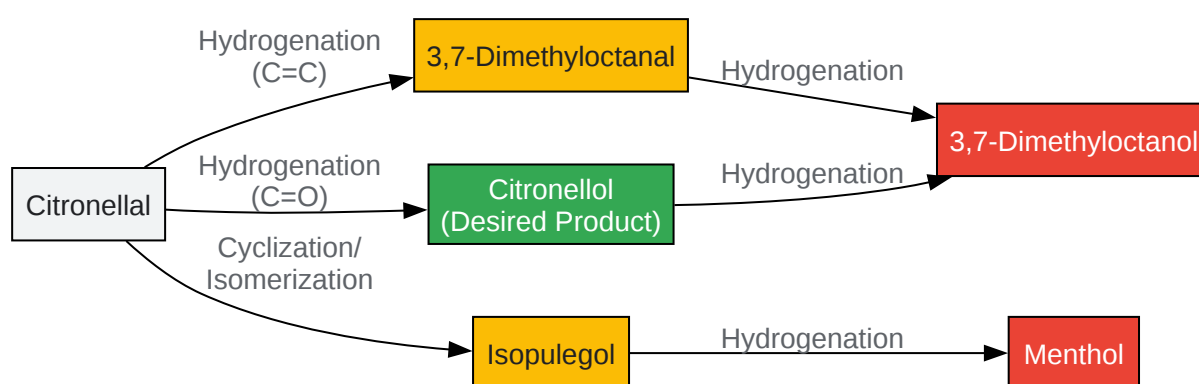 Hydrogenation
(C=C)
3,7-Dimethyloctanal
Hydrogenation
3,7-Dimethyloctanol
Citronellal
Hydrogenation
(C=O)
Citronellol
(Desired Product)
Hydrogenation
Cyclization/
Isomerization
Isopulegol
Hydrogenation
Menthol